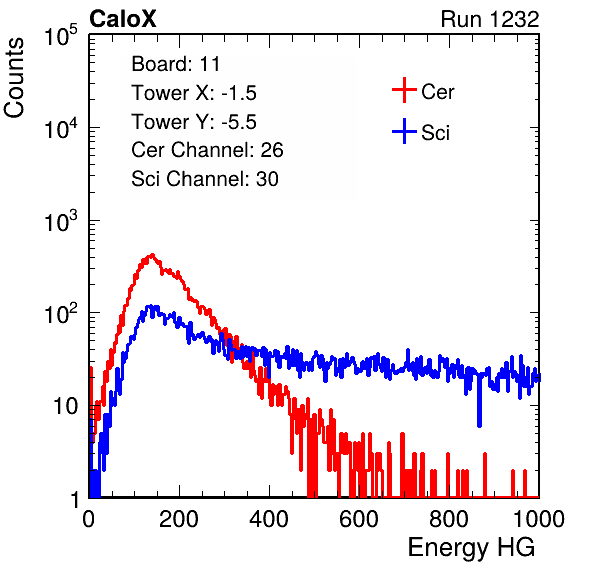 CaloX Run 1232
Counts
10^5
10^4
10^3
10^2
10
1
Board: 11
Tower X: -1.5
Tower Y: -5.5
Cer Channel: 26
Sci Channel: 30
Cer
Sci
0 200 400 600 800 1000
Energy HG